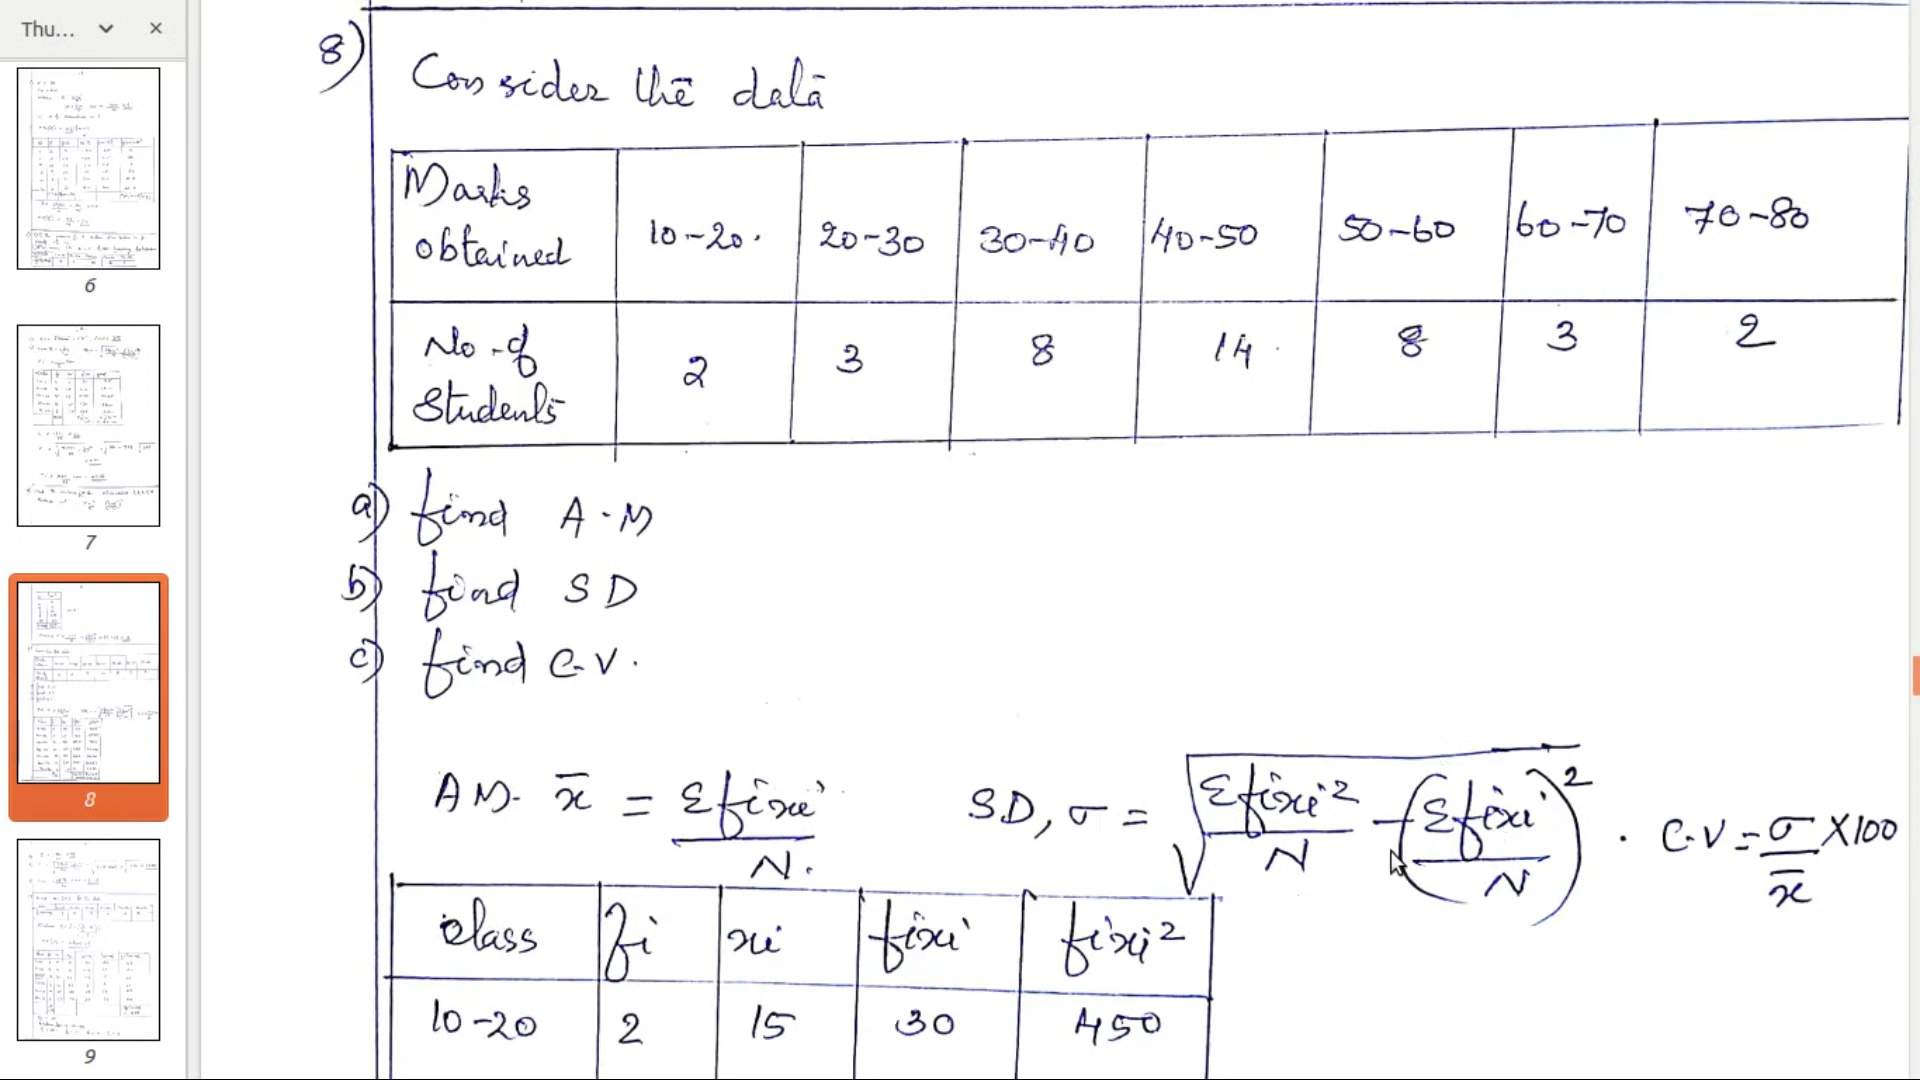 Thu...
6
7
8
9
8)
Consider the data
Marks obtained 10-20. 20-30 30-40 40-50 50-60 60-70 70-80
No. of Students 2 3 8 14 8 3 2
a) find A.M
b) find SD
c) find C.V.
AM. x̄ = Σfixi / N. SD, σ = √(Σfixi² / N - (Σfixi / N)²) . C.V = σ / x̄ X100
class fi xi fixi fixi²
10-20 2 15 30 450